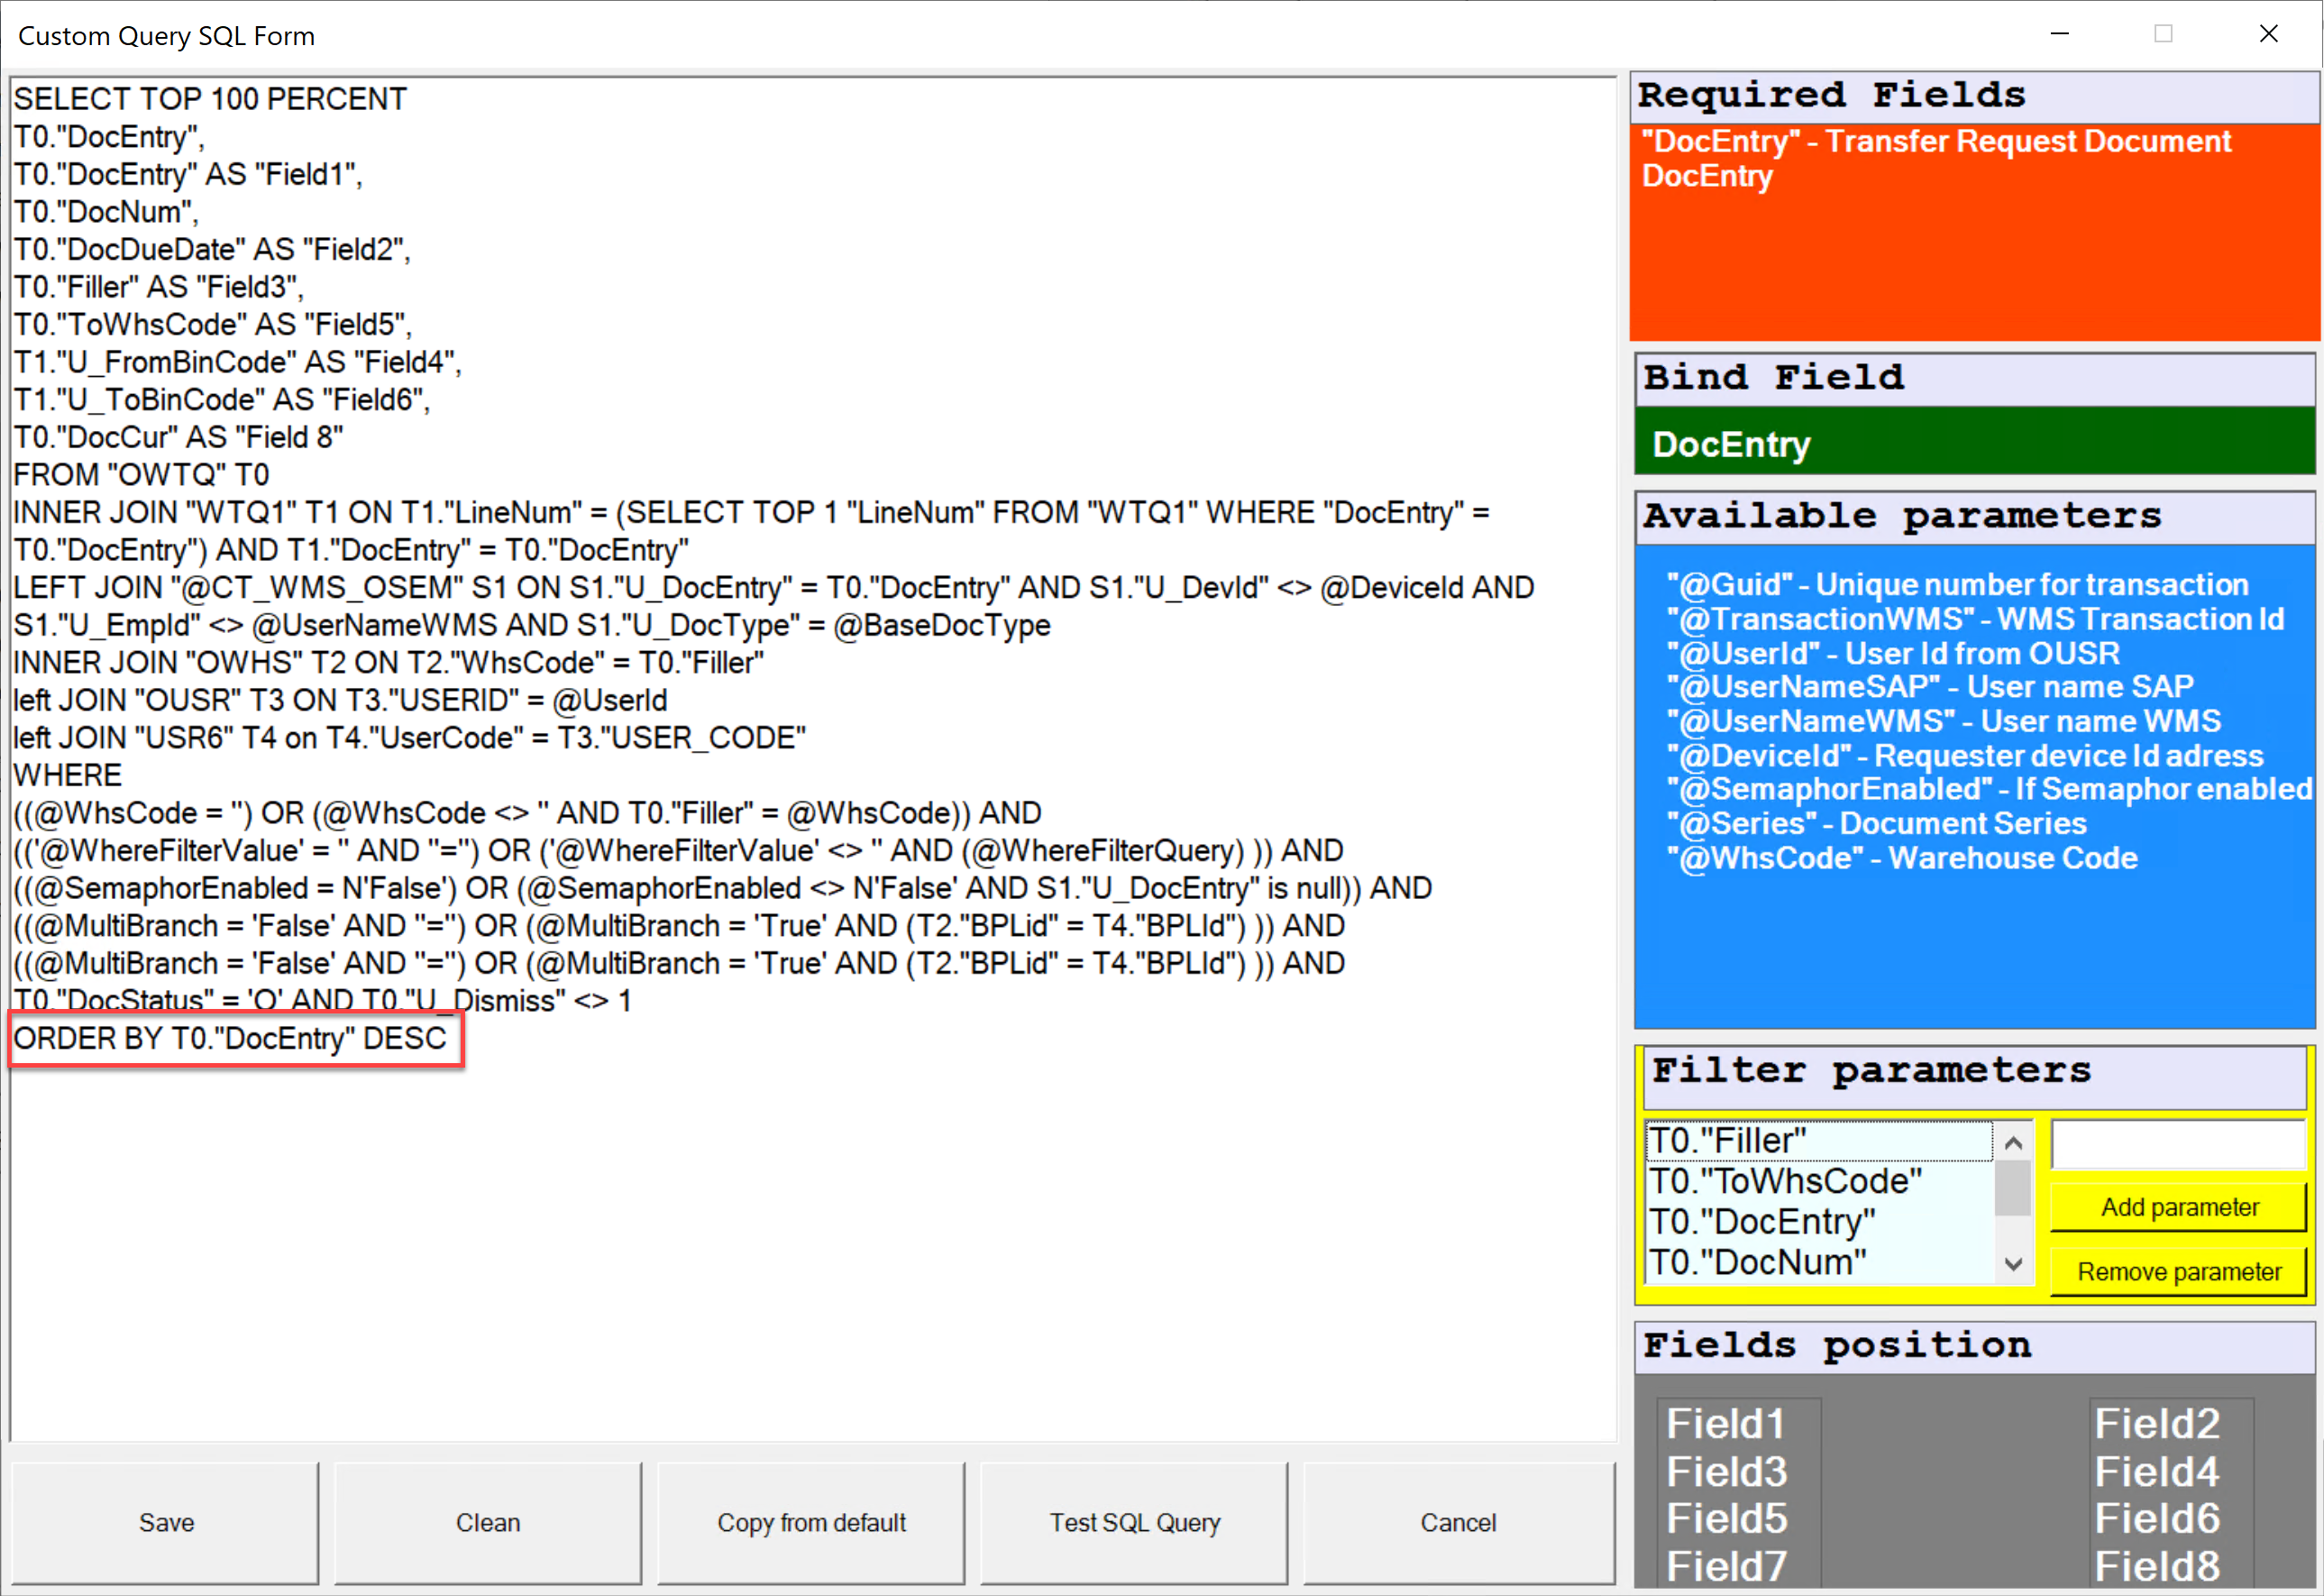 Custom Query SQL Form
SELECT TOP 100 PERCENT
T0."DocEntry",
T0."DocEntry" AS "Field1",
T0."DocNum",
T0."DocDueDate" AS "Field2",
T0."Filler" AS "Field3",
T0."ToWhsCode" AS "Field5",
T1."U_FromBinCode" AS "Field4",
T1."U_ToBinCode" AS "Field6",
T0."DocCur" AS "Field 8"
FROM "OWTQ" T0
INNER JOIN "WTQ1" T1 ON T1."LineNum" = (SELECT TOP 1 "LineNum" FROM "WTQ1" WHERE "DocEntry" =
T0."DocEntry") AND T1."DocEntry" = T0."DocEntry"
LEFT JOIN "@CT_WMS_OSEM" S1 ON S1."U_DocEntry" = T0."DocEntry" AND S1."U_DevId" <> @DeviceId AND
S1."U_EmpId" <> @UserNameWMS AND S1."U_DocType" = @BaseDocType
INNER JOIN "OWHS" T2 ON T2."WhsCode" = T0."Filler"
left JOIN "OUSR" T3 ON T3."USERID" = @UserId
left JOIN "USR6" T4 on T4."UserCode" = T3."USER_CODE"
WHERE
((@WhsCode = '') OR (@WhsCode <> '' AND T0."Filler" = @WhsCode)) AND
(('@WhereFilterValue' = '' AND ''='') OR ('@WhereFilterValue' <> '' AND (@WhereFilterQuery) )) AND
((@SemaphorEnabled = N'False') OR (@SemaphorEnabled <> N'False' AND S1."U_DocEntry" is null)) AND
((@MultiBranch = 'False' AND ''='') OR (@MultiBranch = 'True' AND (T2."BPLid" = T4."BPLId") )) AND
((@MultiBranch = 'False' AND ''='') OR (@MultiBranch = 'True' AND (T2."BPLid" = T4."BPLId") )) AND
T0."DocStatus" = 'O' AND T0."U_Dismiss" <> 1
ORDER BY T0."DocEntry" DESC
Save
Clean
Copy from default
Test SQL Query
Cancel
Required Fields
"DocEntry" - Transfer Request Document
DocEntry
Bind Field
DocEntry
Available parameters
"@Guid" - Unique number for transaction
"@TransactionWMS" - WMS Transaction Id
"@UserId" - User Id from OUSR
"@UserNameSAP" - User name SAP
"@UserNameWMS" - User name WMS
"@DeviceId" - Requester device Id adress
"@SemaphorEnabled" - If Semaphor enabled
"@Series" - Document Series
"@WhsCode" - Warehouse Code
Filter parameters
T0."Filler"
T0."ToWhsCode"
T0."DocEntry"
T0."DocNum"
Add parameter
Remove parameter
Fields position
Field1 Field2
Field3 Field4
Field5 Field6
Field7 Field8